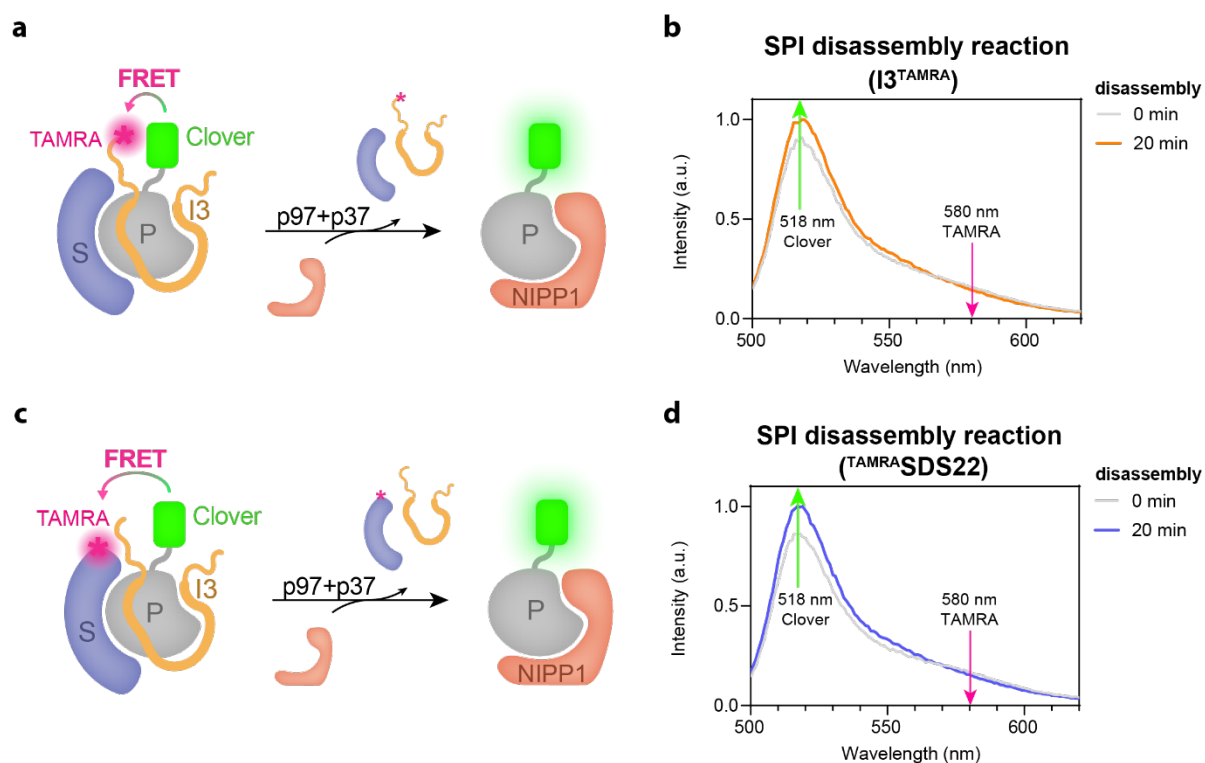 a
FRET
TAMRA
*
Clover
S
P
I3
*
p97+p37
P
NIPP1
b
SPI disassembly reaction
(I3TAMRA)
Intensity (a.u.)
1.0
0.5
0.0
518 nm
Clover
580 nm
TAMRA
500
550
600
Wavelength (nm)
disassembly
0 min
20 min
c
FRET
TAMRA
*
Clover
S
P
I3
*
p97+p37
P
NIPP1
d
SPI disassembly reaction
(TAMRASDS22)
Intensity (a.u.)
1.0
0.5
0.0
518 nm
Clover
580 nm
TAMRA
500
550
600
Wavelength (nm)
disassembly
0 min
20 min